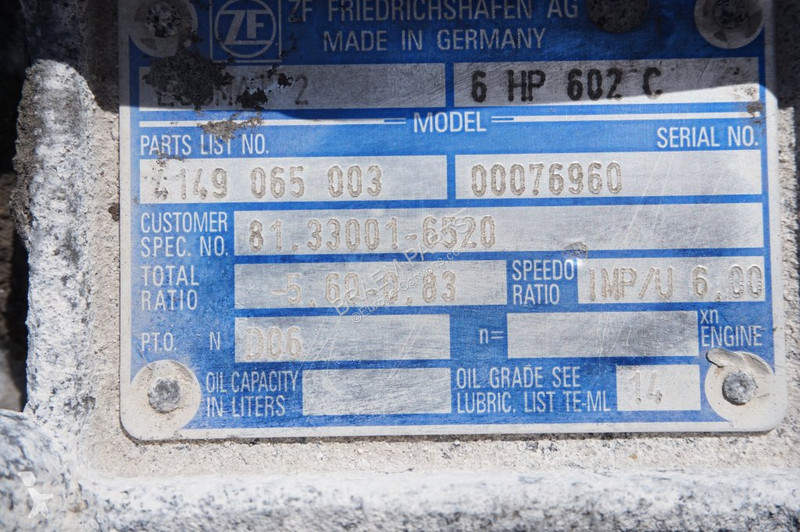 ZF
ZF FRIEDRICHSHAFEN AG
MADE IN GERMANY
6 HP 602 C
MODEL
PARTS LIST NO.
SERIAL NO.
4149 065 003
00076960
CUSTOMER
SPEC. NO.
81.33001-6520
TOTAL
RATIO
5,60-0,83
SPEEDO
RATIO
IMP/U 6,00
P.T.O. N
D06
n=
xn
ENGINE
OIL CAPACITY
IN LITERS
OIL GRADE SEE
LUBRIC. LIST TE-ML
14